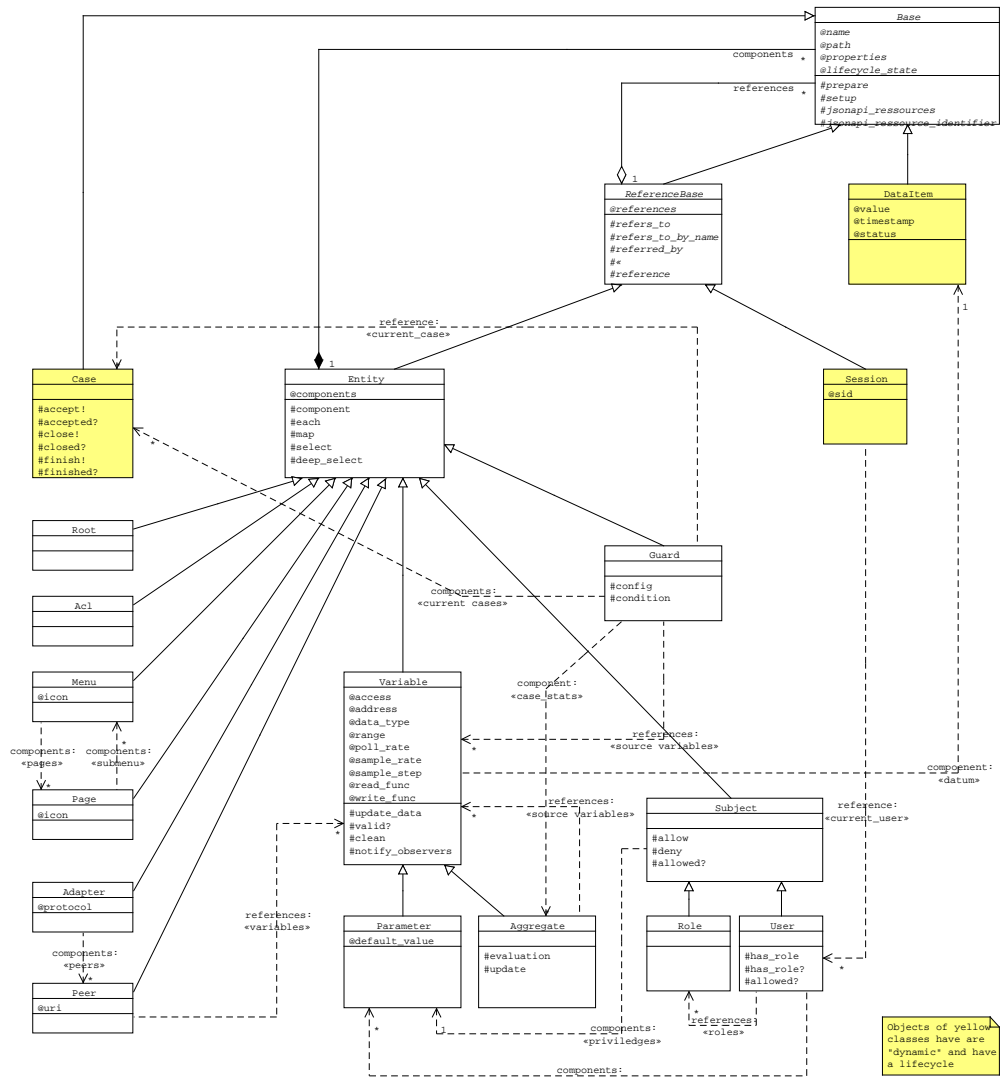 Base
@name
@path
@properties
@lifecycle_state
#prepare
#setup
#jsonapi_ressources
#jsonapi_ressource_identifier
components
*
references
*
1
ReferenceBase
@references
#refers_to
#refers_to_by_name
#referred_by
#«
#reference
DataItem
@value
@timestamp
@status
1
reference:
«current_case»
1
Case
#accept!
#accepted?
#close!
#closed?
#finish!
#finished?
*
Entity
@components
#component
#each
#map
#select
#deep_select
Session
@sid
Root
Guard
#config
#condition
components:
«current cases»
Acl
Menu
@icon
Variable
@access
@address
@data_type
@range
@poll_rate
@sample_rate
@sample_step
@read_func
@write_func
#update_data
#valid?
#clean
#notify_observers
component:
«case_stats»
references:
«source variables»
*
components:
«pages»
*
components:
«submenu»
*
component:
«datum»
Page
@icon
references:
«source variables»
*
*
Subject
#allow
#deny
#allowed?
reference:
«current_user»
Adapter
@protocol
references:
«variables»
Parameter
@default_value
Aggregate
#evaluation
#update
Role
User
#has_role
#has_role?
#allowed?
*
components:
«peers»
*
Peer
@uri
*
1
components:
«priviledges»
*
references:
«roles»
components:
Objects of yellow
classes have are
"dynamic" and have
a lifecycle